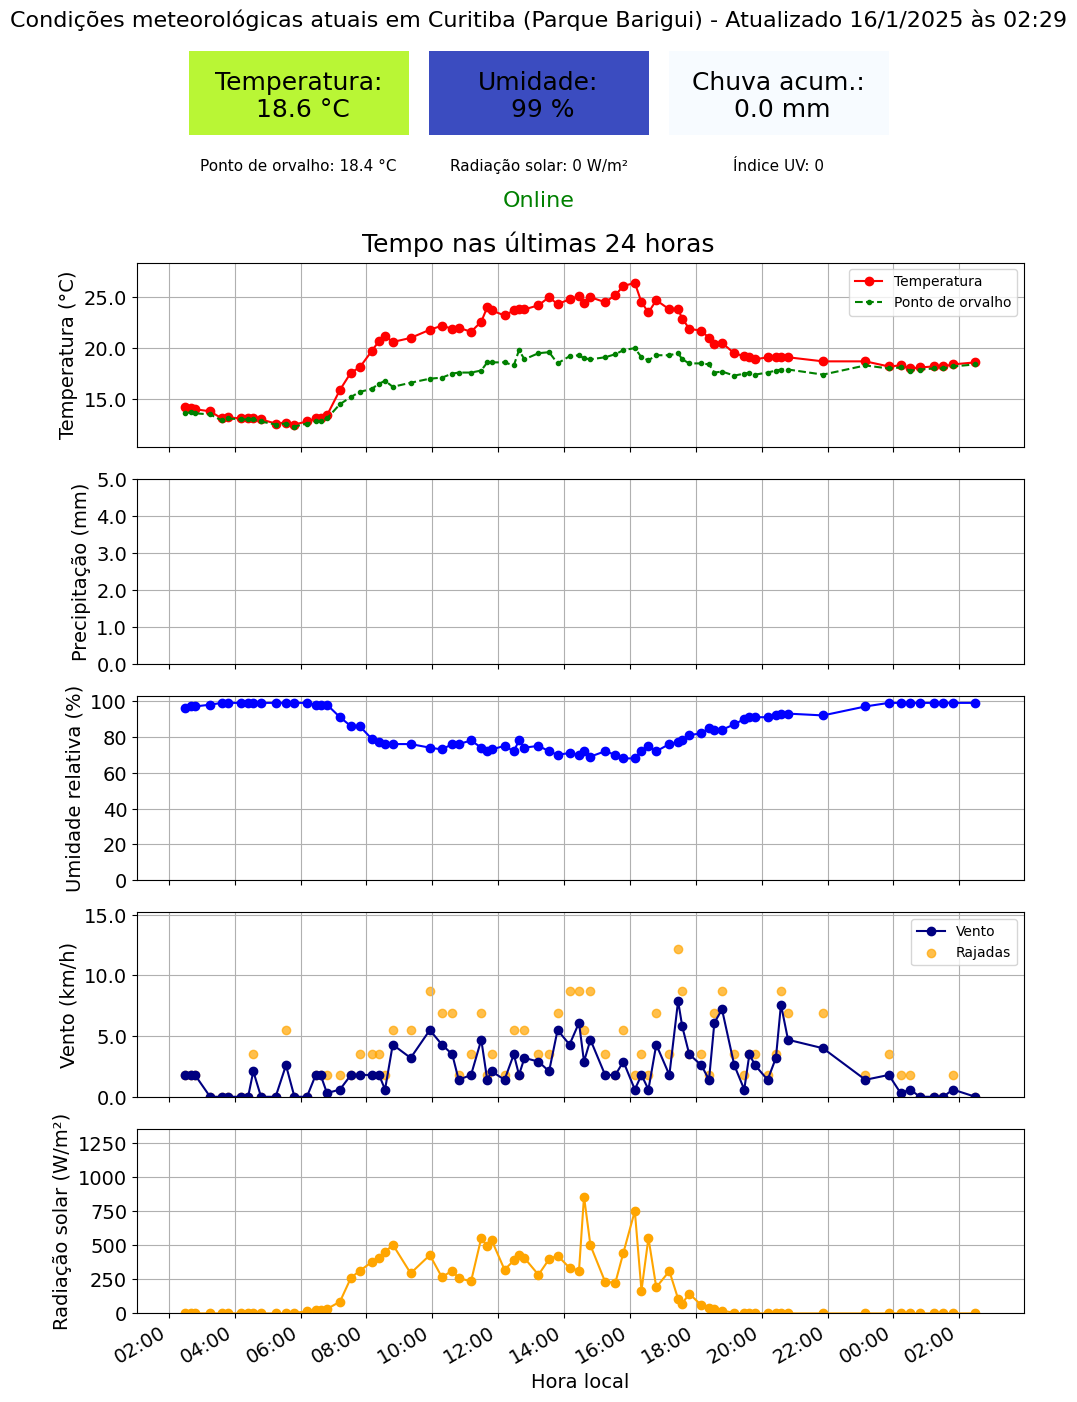 Condições meteorológicas atuais em Curitiba (Parque Barigui) - Atualizado 16/1/2025 às 02:29
Temperatura:
18.6 °C
Umidade:
99 %
Chuva acum.:
0.0 mm
Ponto de orvalho: 18.4 °C
Radiação solar: 0 W/m²
Índice UV: 0
Online
Tempo nas últimas 24 horas
Temperatura (°C)
25.0
20.0
15.0
Temperatura
Ponto de orvalho
Precipitação (mm)
5.0
4.0
3.0
2.0
1.0
0.0
Umidade relativa (%)
100
80
60
40
20
0
Vento (km/h)
15.0
10.0
5.0
0.0
Vento
Rajadas
Radiação solar (W/m²)
1250
1000
750
500
250
0
02:00
04:00
06:00
08:00
10:00
12:00
14:00
16:00
18:00
20:00
22:00
00:00
02:00
Hora local